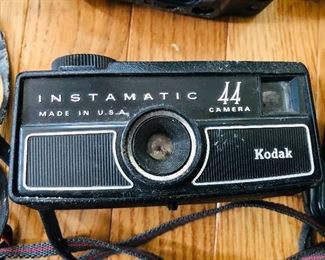 INSTAMATIC 44
MADE IN U.S.A. CAMERA
Kodak